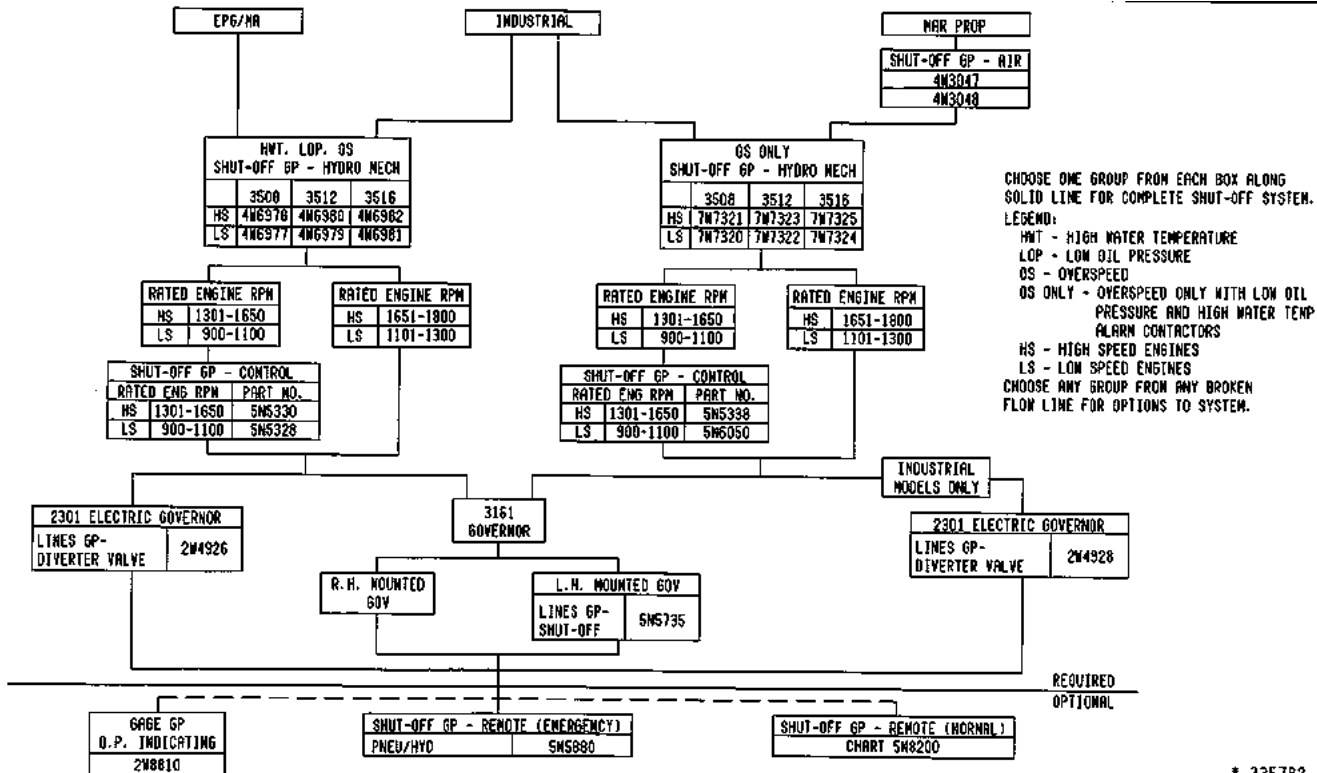 EPG/MA
INDUSTRIAL
MAR PROP
SHUT-OFF GP - AIR
4W3047
4W3048
HWT. LOP. OS
SHUT-OFF GP - HYDRO MECH
3508 3512 3516
HS 4W6978 4W6980 4W6982
LS 4W6977 4W6979 4W6981
OS ONLY
SHUT-OFF GP - HYDRO MECH
3508 3512 3516
HS 7W7321 7W7323 7W7325
LS 7W7320 7W7322 7W7324
CHOOSE ONE GROUP FROM EACH BOX ALONG
SOLID LINE FOR COMPLETE SHUT-OFF SYSTEM.
LEGEND:
HWT - HIGH WATER TEMPERATURE
LOP - LOW OIL PRESSURE
OS - OVERSPEED
OS ONLY - OVERSPEED ONLY WITH LOW OIL
PRESSURE AND HIGH WATER TEMP
ALARM CONTACTORS
HS - HIGH SPEED ENGINES
LS - LOW SPEED ENGINES
CHOOSE ANY GROUP FROM ANY BROKEN
FLOW LINE FOR OPTIONS TO SYSTEM.
RATED ENGINE RPM
HS 1301-1650
LS 900-1100
RATED ENGINE RPM
HS 1651-1800
LS 1101-1300
RATED ENGINE RPM
HS 1301-1650
LS 900-1100
RATED ENGINE RPM
HS 1651-1800
LS 1101-1300
SHUT-OFF GP - CONTROL
RATED ENG RPM PART NO.
HS 1301-1650 5N5330
LS 900-1100 5N5328
SHUT-OFF GP - CONTROL
RATED ENG RPM PART NO.
HS 1301-1650 5N5338
LS 900-1100 5N6050
INDUSTRIAL
MODELS ONLY
2301 ELECTRIC GOVERNOR
LINES GP-
DIVERTER VALVE 2W4926
3161
GOVERNOR
2301 ELECTRIC GOVERNOR
LINES GP-
DIVERTER VALVE 2W4928
R.H. MOUNTED
GOV
L.H. MOUNTED GOV
LINES GP-
SHUT-OFF 5N5735
REQUIRED
OPTIONAL
GAGE GP
O.P. INDICATING
2W8810
SHUT-OFF GP - REMOTE (EMERGENCY)
PNEU/HYD 5N5880
SHUT-OFF GP - REMOTE (NORMAL)
CHART 5W8200